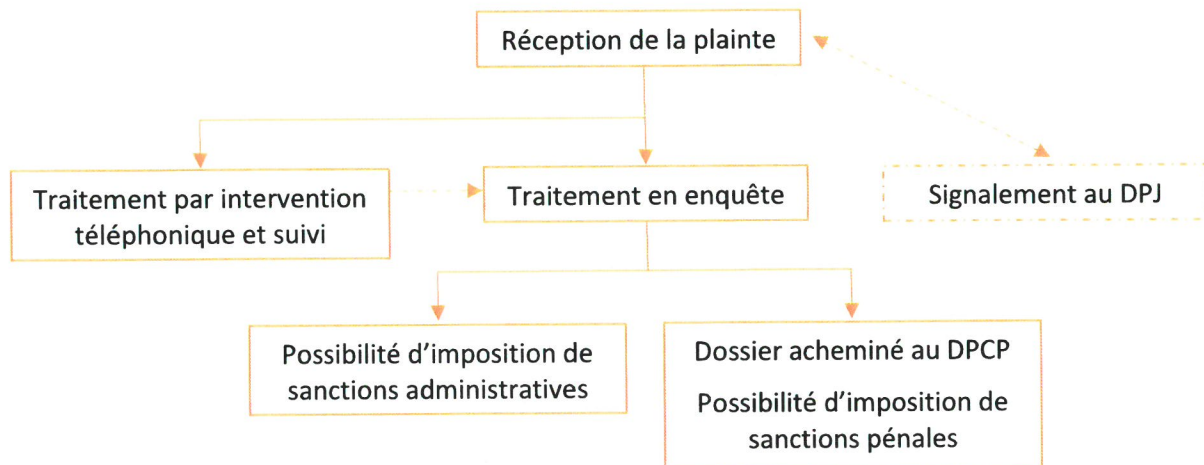 Réception de la plainte
Traitement par intervention
téléphonique et suivi
Traitement en enquête
Signalement au DPJ
Possibilité d'imposition de
sanctions administratives
Dossier acheminé au DPCP
Possibilité d'imposition de
sanctions pénales